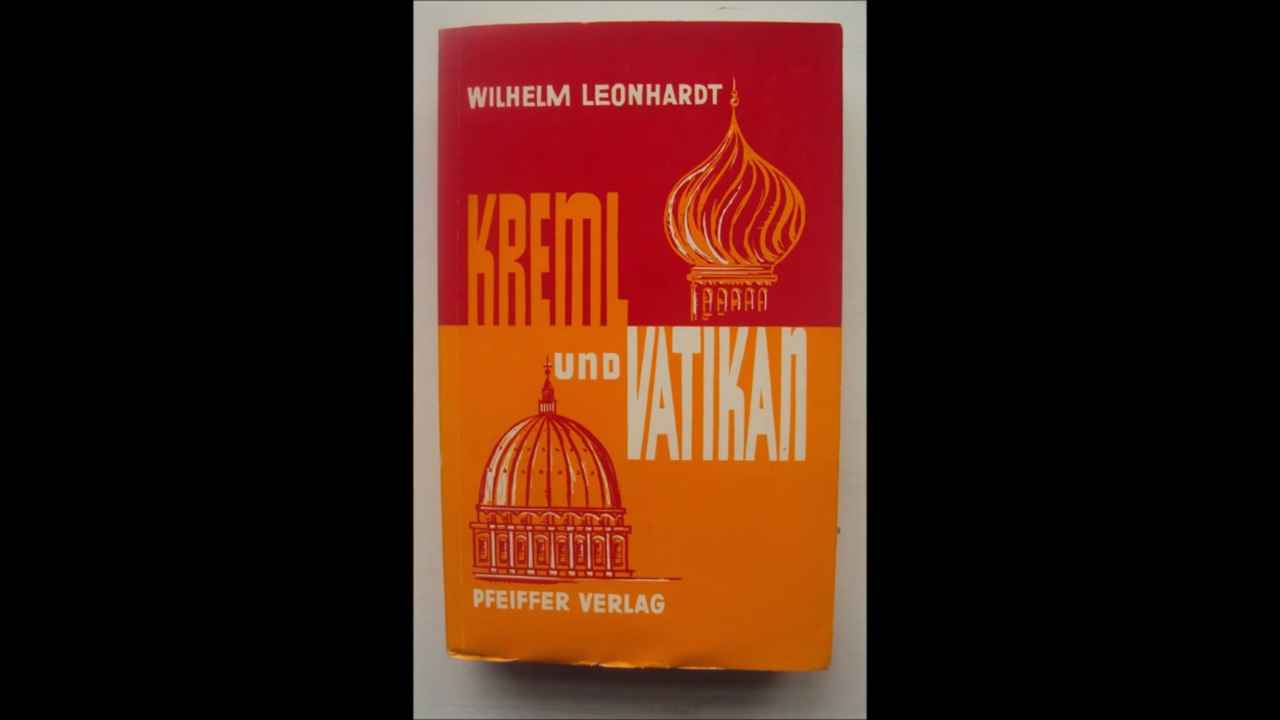 WILHELM LEONHARDT
KREML
UND
VATIKAN
PFEIFFER VERLAG